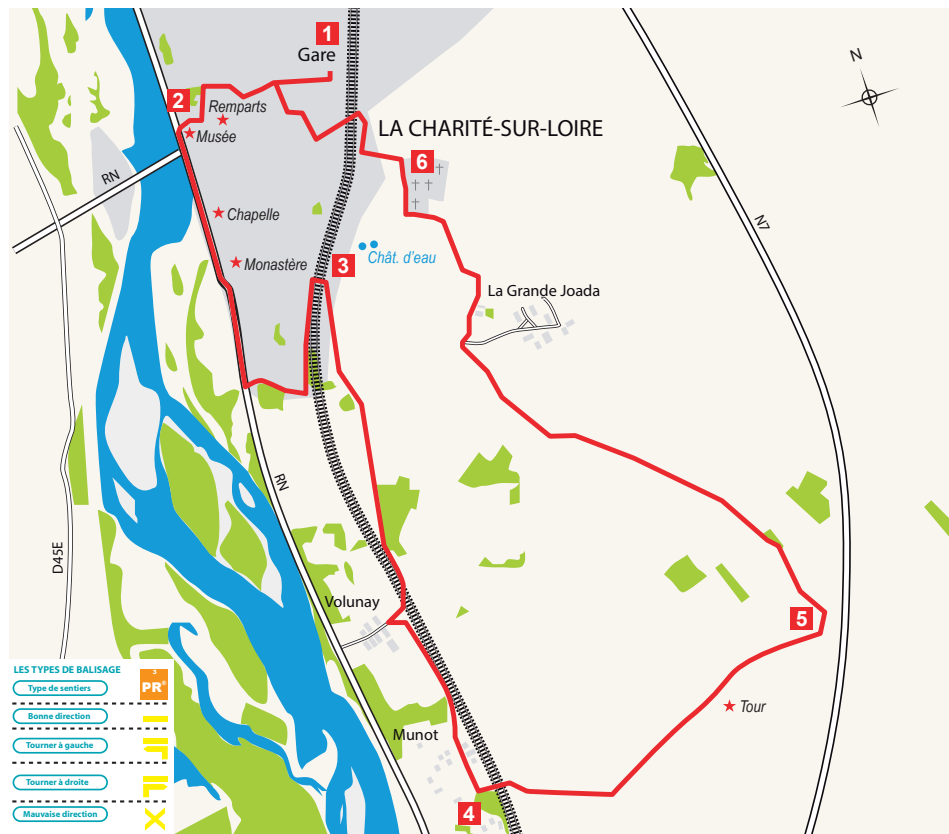 1
Gare
N
2
Remparts
Musée
LA CHARITÉ-SUR-LOIRE
6
RN
Chapelle
N7
Monastère
3
Chât. d'eau
La Grande Joada
RN
D45E
Volunay
5
Tour
Munot
4
LES TYPES DE BALISAGE
Type de sentiers
PR®
Bonne direction
Tourner à gauche
Tourner à droite
Mauvaise direction